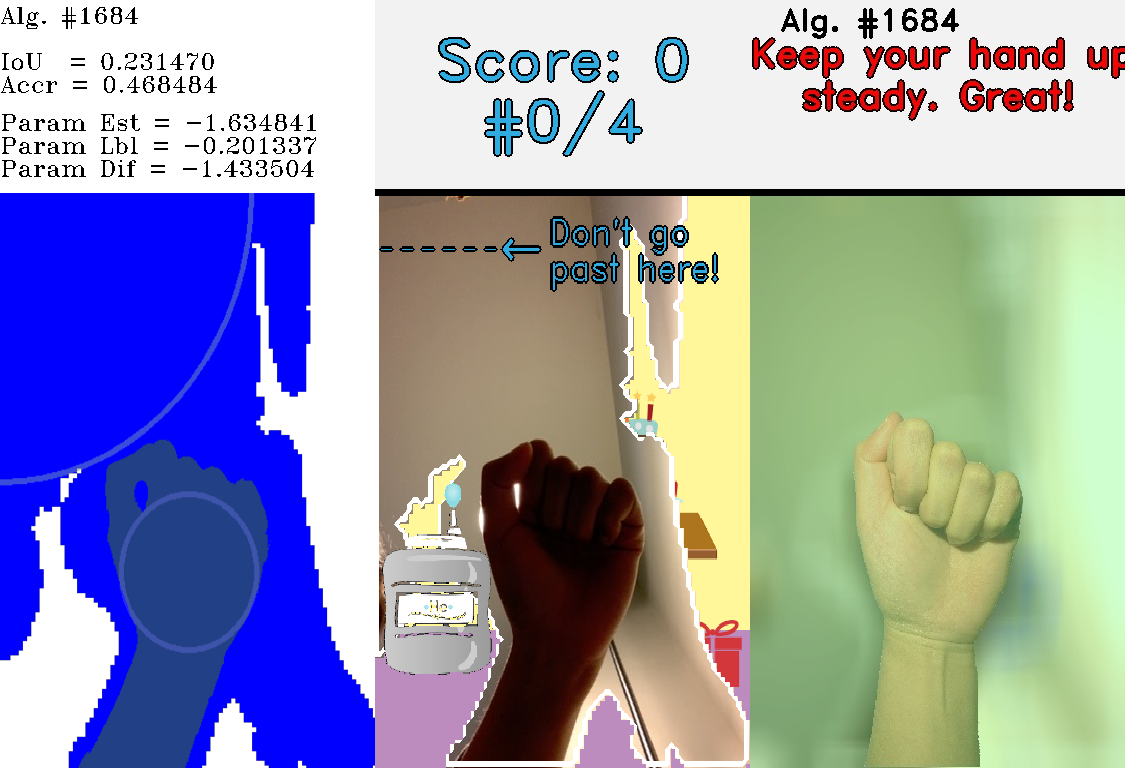 Alg. #1684
IoU = 0.231470
Accr = 0.468484
Param Est = −1.634841
Param Lbl = −0.201337
Param Dif = −1.433504
Score: 0
#0/4
Alg. #1684
Keep your hand up
steady. Great!
Don't go
past here!